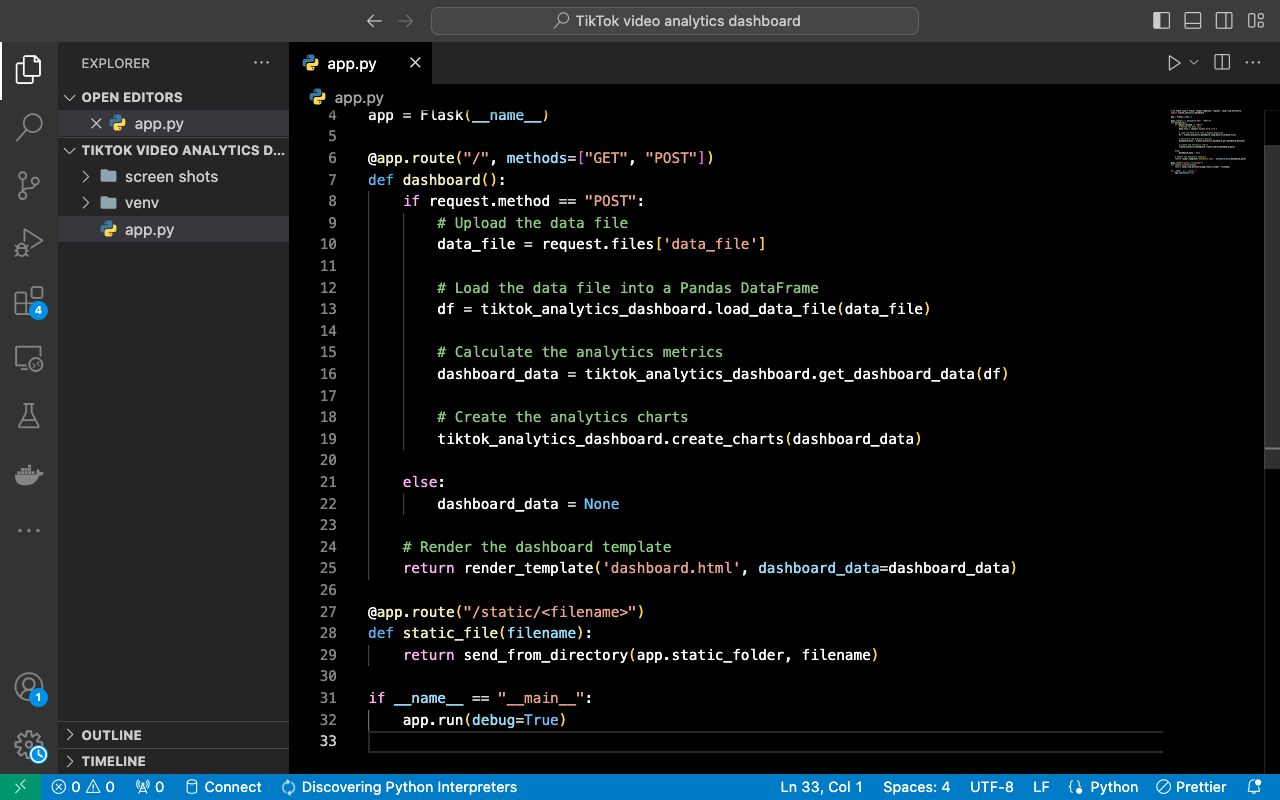 TikTok video analytics dashboard
EXPLORER
OPEN EDITORS
app.py
TIKTOK VIDEO ANALYTICS D...
screen shots
venv
app.py
OUTLINE
TIMELINE
4
1
app.py
app.py
4 app = Flask(__name__)
5
6 @app.route("/", methods=["GET", "POST"])
7 def dashboard():
8 if request.method == "POST":
9 # Upload the data file
10 data_file = request.files['data_file']
11
12 # Load the data file into a Pandas DataFrame
13 df = tiktok_analytics_dashboard.load_data_file(data_file)
14
15 # Calculate the analytics metrics
16 dashboard_data = tiktok_analytics_dashboard.get_dashboard_data(df)
17
18 # Create the analytics charts
19 tiktok_analytics_dashboard.create_charts(dashboard_data)
20
21 else:
22 dashboard_data = None
23
24 # Render the dashboard template
25 return render_template('dashboard.html', dashboard_data=dashboard_data)
26
27 @app.route("/static/<filename>")
28 def static_file(filename):
29 return send_from_directory(app.static_folder, filename)
30
31 if __name__ == "__main__":
32 app.run(debug=True)
33
0 0 0 Connect Discovering Python Interpreters Ln 33, Col 1 Spaces: 4 UTF-8 LF Python Prettier